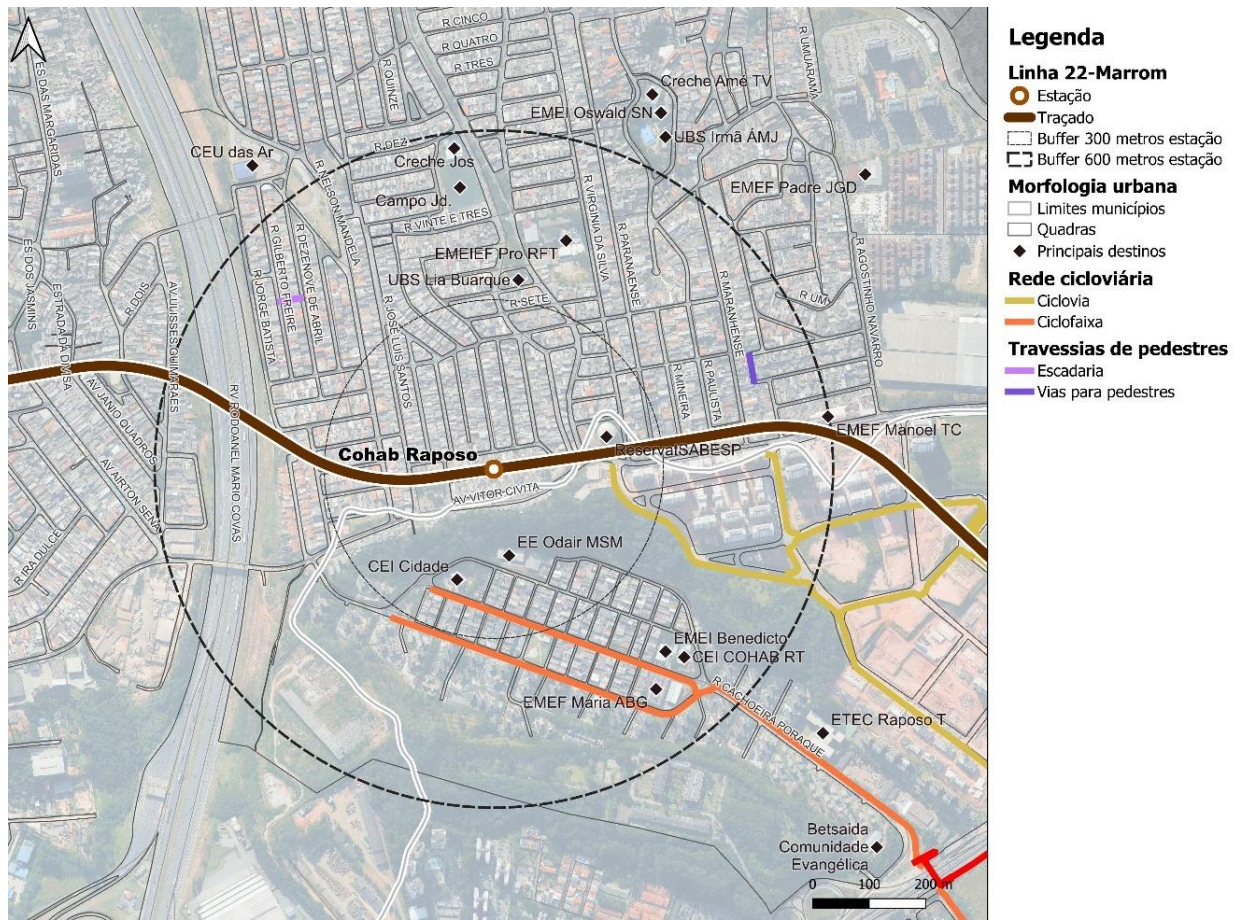 R CINCO
R QUATRO
R TRES
R QUINZE
R UMUARAMA
ES DAS MARGARIDAS
Creche Amé TV
EMEI Oswald SN
UBS Irmã ÁMJ
R DEZ
CEU das Ar
Creche Jos
EMEF Padre JGD
Campo Jd.
R NELSON MANDELA
R VINTE E TRES
R VIRGINIA DA SILVA
R PARANAENSE
EMEIEF Pro RFT
UBS Lia Buarque
R SETE
R UM
R AGOSTINHO NAVARRO
R DEZENOVE DE ABRIL
R GILBERTO FREIRE
R JORGE BATISTA
R JOSÉ LUIS SANTOS
R MARANHENSE
ES DOS JASMINS
ESTRADA DIVISA
R DOIS
AV ULISSES GUIMARÃES
AV RODOANEL MARIO COVAS
R MINEIRA
R PAULISTA
AV JANIO QUADROS
AV AIRTON SENA
R IRA DULCE
EMEF Manoel TC
ReservatSABESP
Cohab Raposo
AV VITOR CIVITA
EE Odair MSM
CEI Cidade
EMEI Benedicto
CEI COHAB RT
EMEF Maria ABG
R CACHOEIRA PORAQUE
ETEC Raposo T
Betsaida
Comunidade
Evangélica
0 100 200 m
Legenda
Linha 22-Marrom
Estação
Traçado
Buffer 300 metros estação
Buffer 600 metros estação
Morfologia urbana
Limites municípios
Quadras
Principais destinos
Rede cicloviária
Ciclovia
Ciclofaixa
Travessias de pedestres
Escadaria
Vias para pedestres